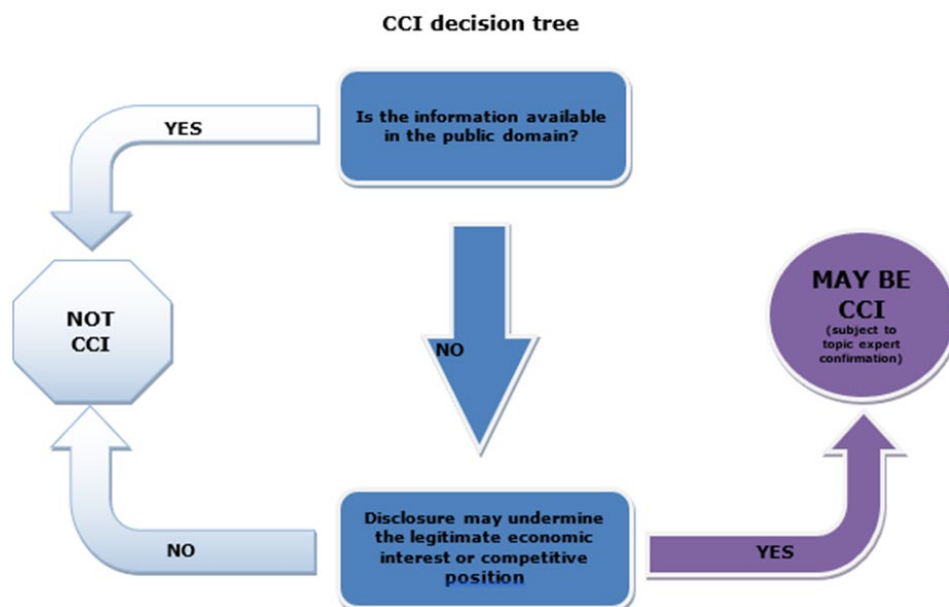 CCI decision tree
Is the information available
in the public domain?
YES
NOT
CCI
NO
MAY BE
CCI
(subject to
topic expert
confirmation)
Disclosure may undermine
the legitimate economic
interest or competitive
position
NO
YES